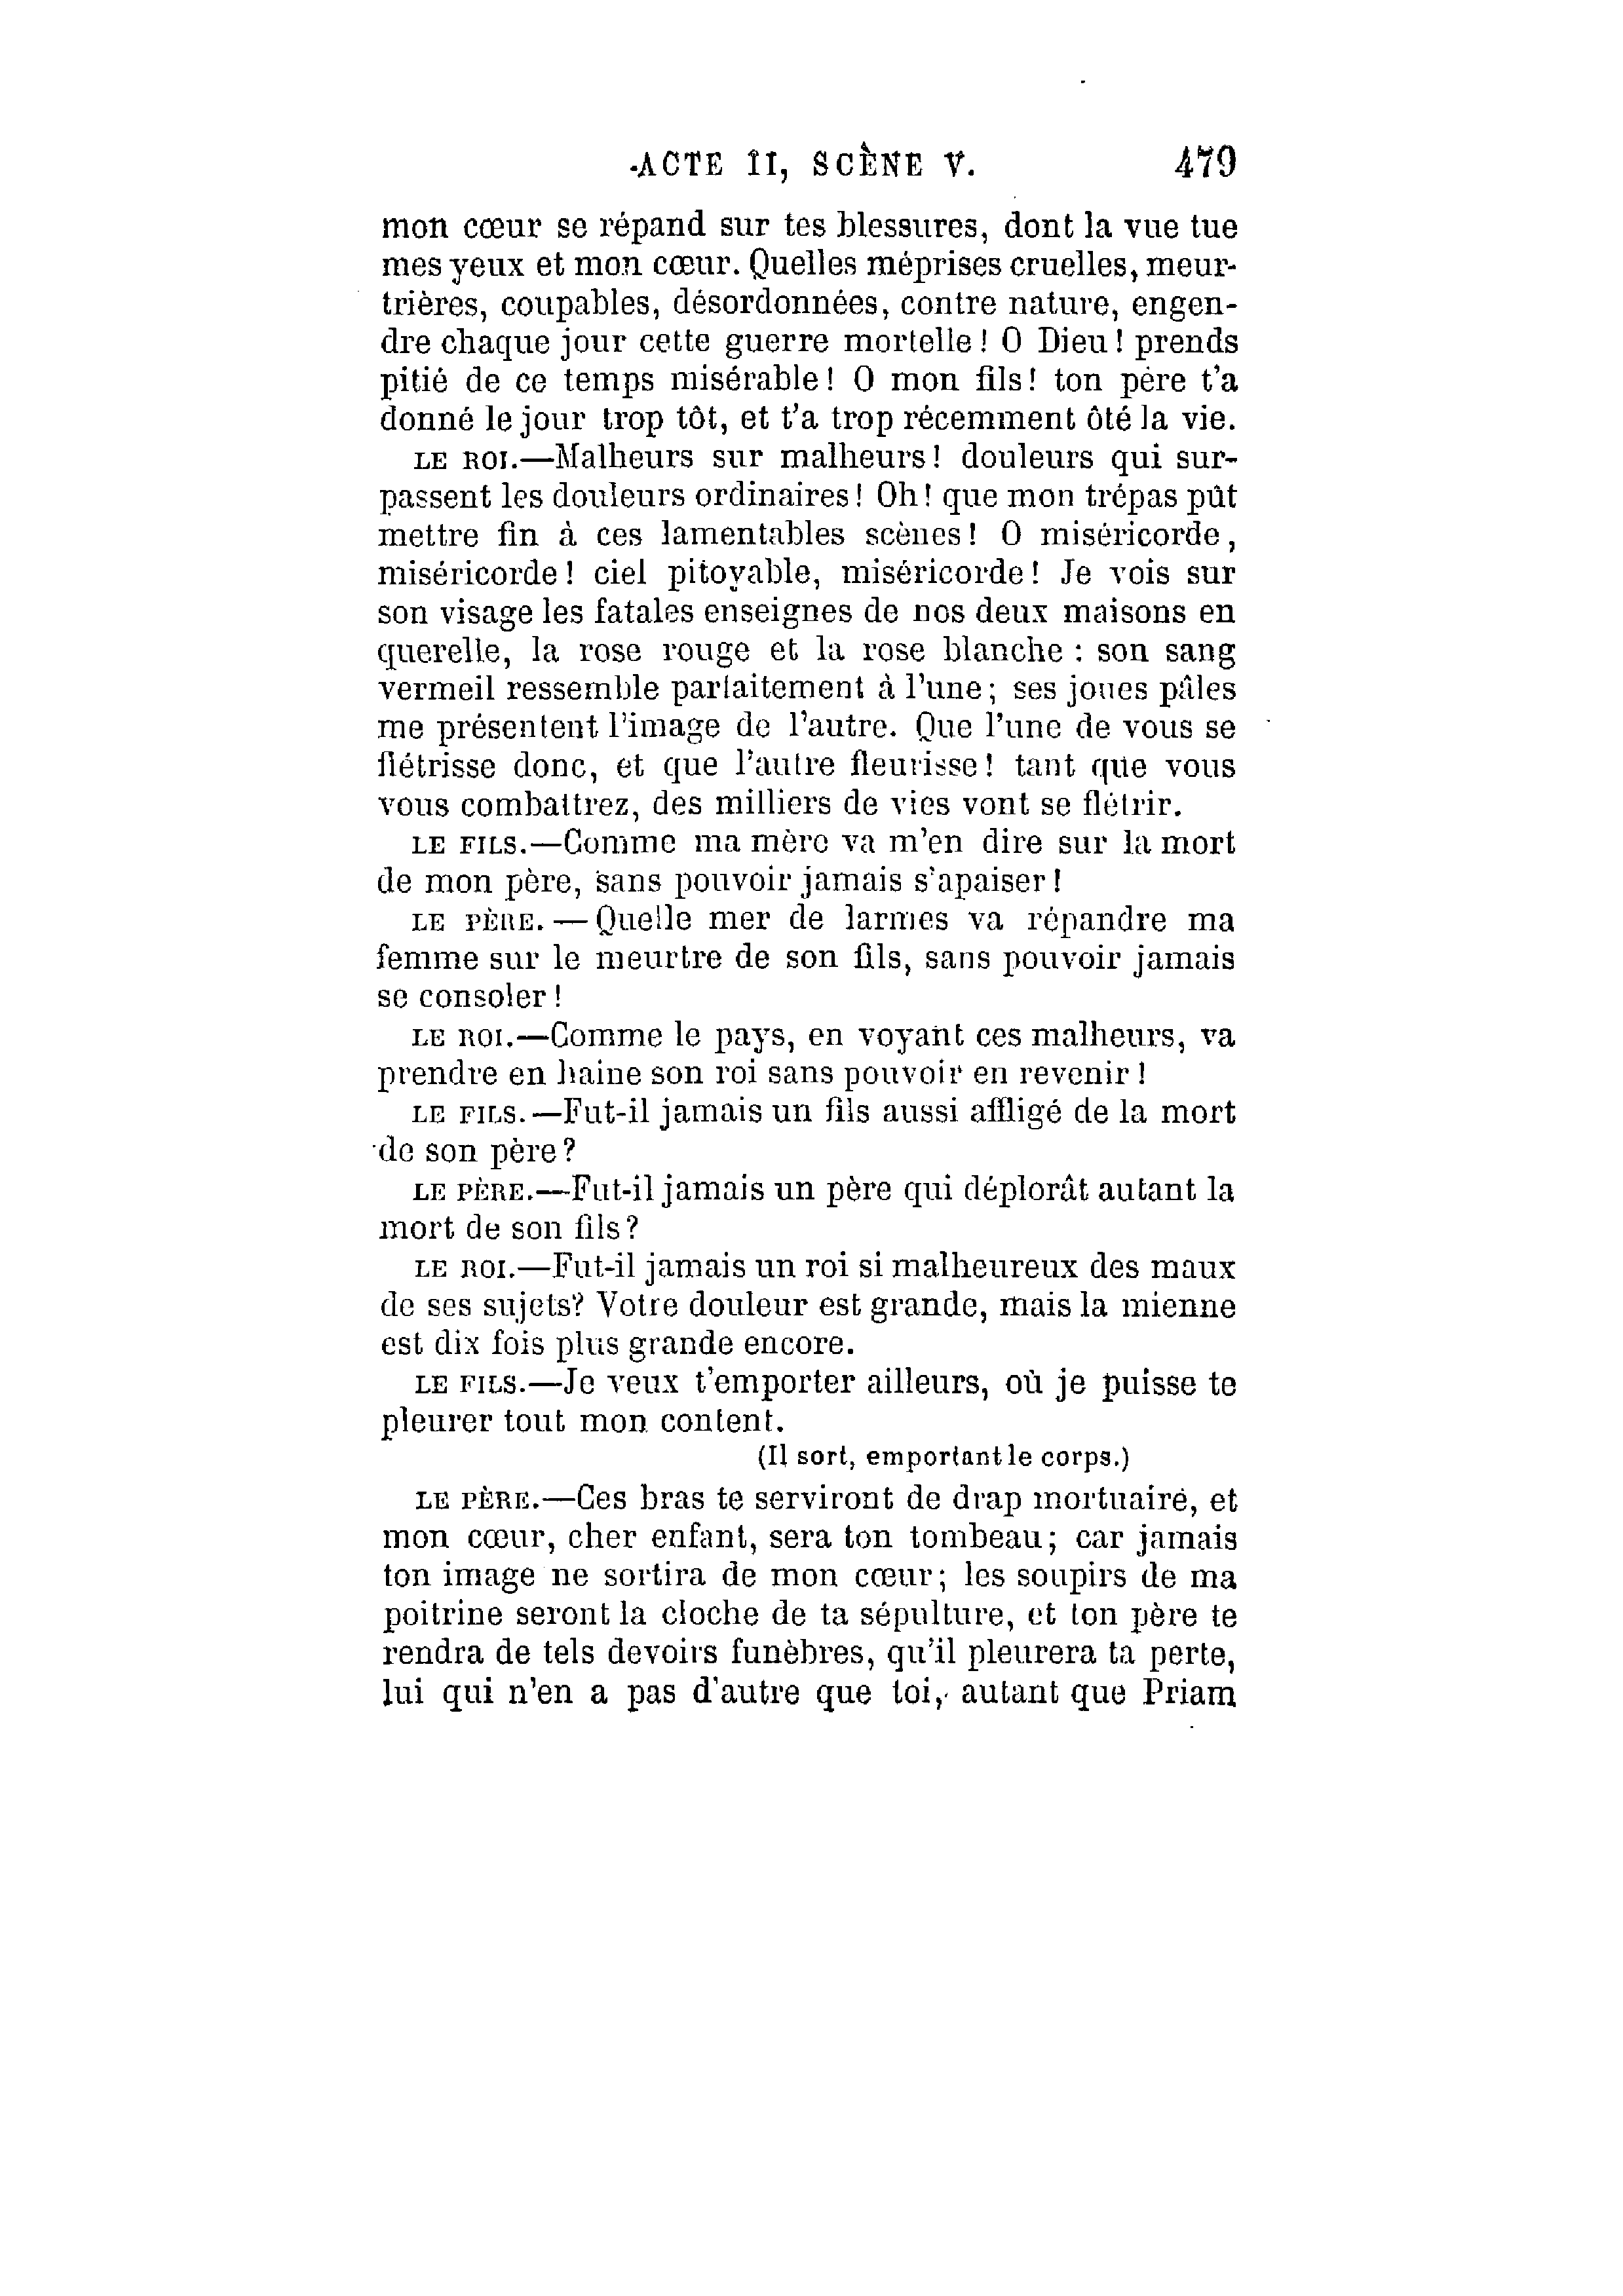 ACTE II, SCÈNE V. 479
mon cœur se répand sur tes blessures, dont la vue tue
mes yeux et mon cœur. Quelles méprises cruelles, meur-
trières, coupables, désordonnées, contre nature, engen-
dre chaque jour cette guerre mortelle! O Dieu! prends
pitié de ce temps misérable! O mon fils! ton père t'a
donné le jour trop tôt, et t'a trop récemment ôté la vie.
LE ROI.—Malheurs sur malheurs! douleurs qui sur-
passent les douleurs ordinaires! Oh! que mon trépas pût
mettre fin à ces lamentables scènes! O miséricorde,
miséricorde! ciel pitoyable, miséricorde! Je vois sur
son visage les fatales enseignes de nos deux maisons en
querelle, la rose rouge et la rose blanche : son sang
vermeil ressemble parfaitement à l'une; ses joues pâles
me présentent l'image de l'autre. Que l'une de vous se
flétrisse donc, et que l'autre fleurisse! tant que vous
vous combattrez, des milliers de vies vont se flétrir.
LE FILS.—Comme ma mère va m'en dire sur la mort
de mon père, sans pouvoir jamais s'apaiser!
LE PÈRE.—Quelle mer de larmes va répandre ma
femme sur le meurtre de son fils, sans pouvoir jamais
se consoler!
LE ROI.—Comme le pays, en voyant ces malheurs, va
prendre en haine son roi sans pouvoir en revenir!
LE FILS.—Fut-il jamais un fils aussi affligé de la mort
de son père?
LE PÈRE.—Fut-il jamais un père qui déplorât autant la
mort de son fils?
LE ROI.—Fut-il jamais un roi si malheureux des maux
de ses sujets? Votre douleur est grande, mais la mienne
est dix fois plus grande encore.
LE FILS.—Je veux t'emporter ailleurs, où je puisse te
pleurer tout mon content.
(Il sort, emportant le corps.)
LE PÈRE.—Ces bras te serviront de drap mortuaire, et
mon cœur, cher enfant, sera ton tombeau; car jamais
ton image ne sortira de mon cœur; les soupirs de ma
poitrine seront la cloche de ta sépulture, et ton père te
rendra de tels devoirs funèbres, qu'il pleurera ta perte,
lui qui n'en a pas d'autre que toi, autant que Priam